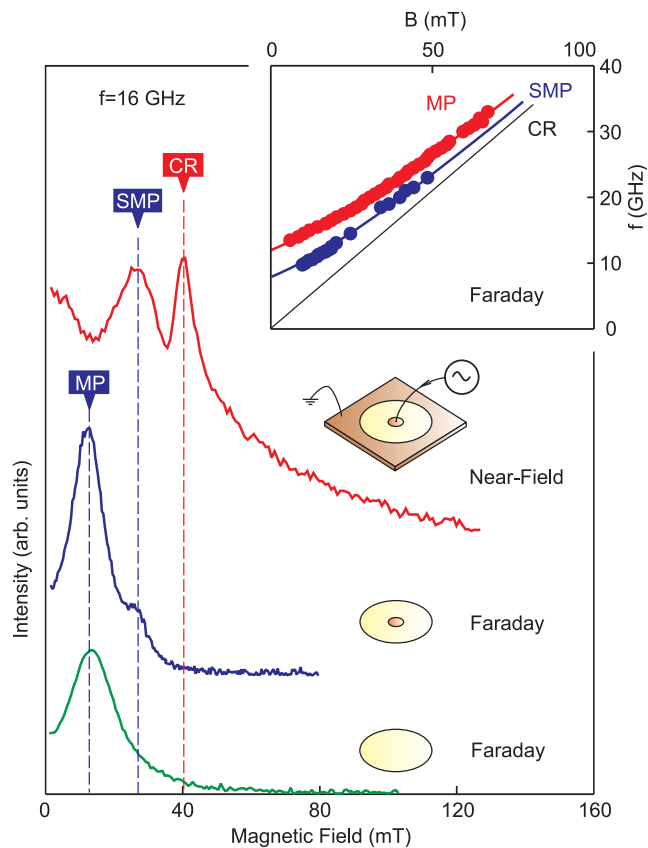 B (mT)
0
50
100
f=16 GHz
MP
SMP
CR
40
30
20
10
0
f (GHz)
Faraday
CR
SMP
MP
Near-Field
Faraday
Faraday
Intensity (arb. units)
0
40
80
120
160
Magnetic Field (mT)